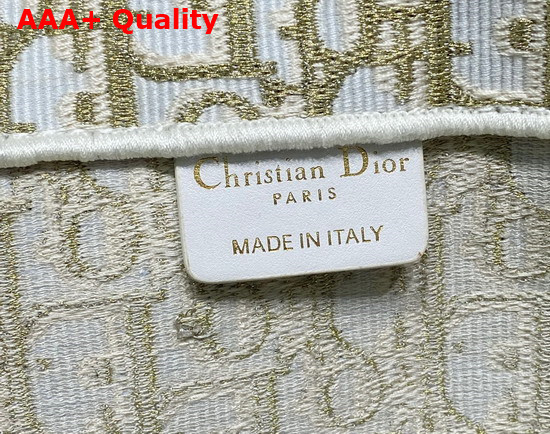 AAA+ Quality
Christian Dior
PARIS
MADE IN ITALY